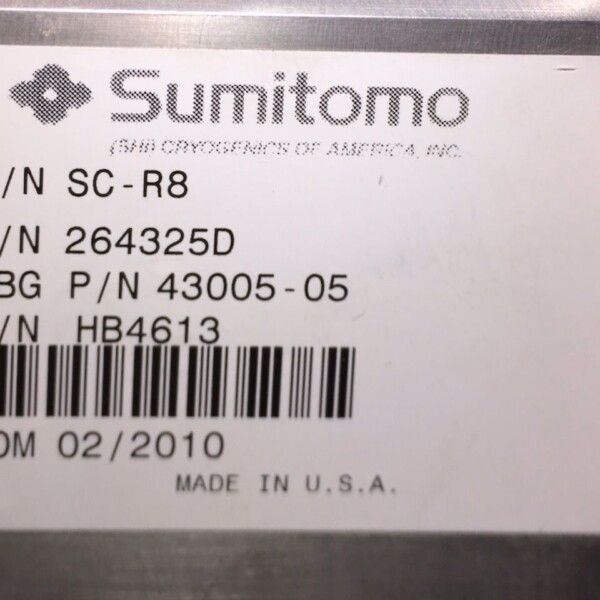 Sumitomo
(SHI) CRYOGENICS OF AMERICA, INC.
/N SC-R8
/N 264325D
BG P/N 43005-05
/N HB4613
OM 02/2010
MADE IN U.S.A.